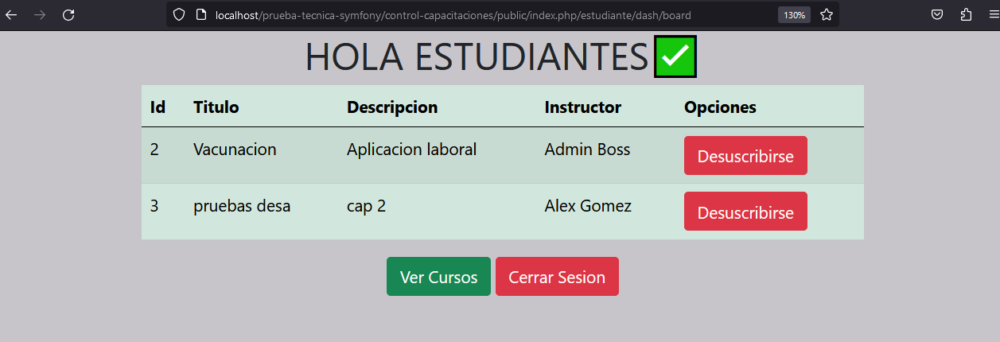 localhost/prueba-tecnica-symfony/control-capacitaciones/public/index.php/estudiante/dash/board 130%
HOLA ESTUDIANTES
Id Titulo Descripcion Instructor Opciones
2 Vacunacion Aplicacion laboral Admin Boss Desuscribirse
3 pruebas desa cap 2 Alex Gomez Desuscribirse
Ver Cursos Cerrar Sesion